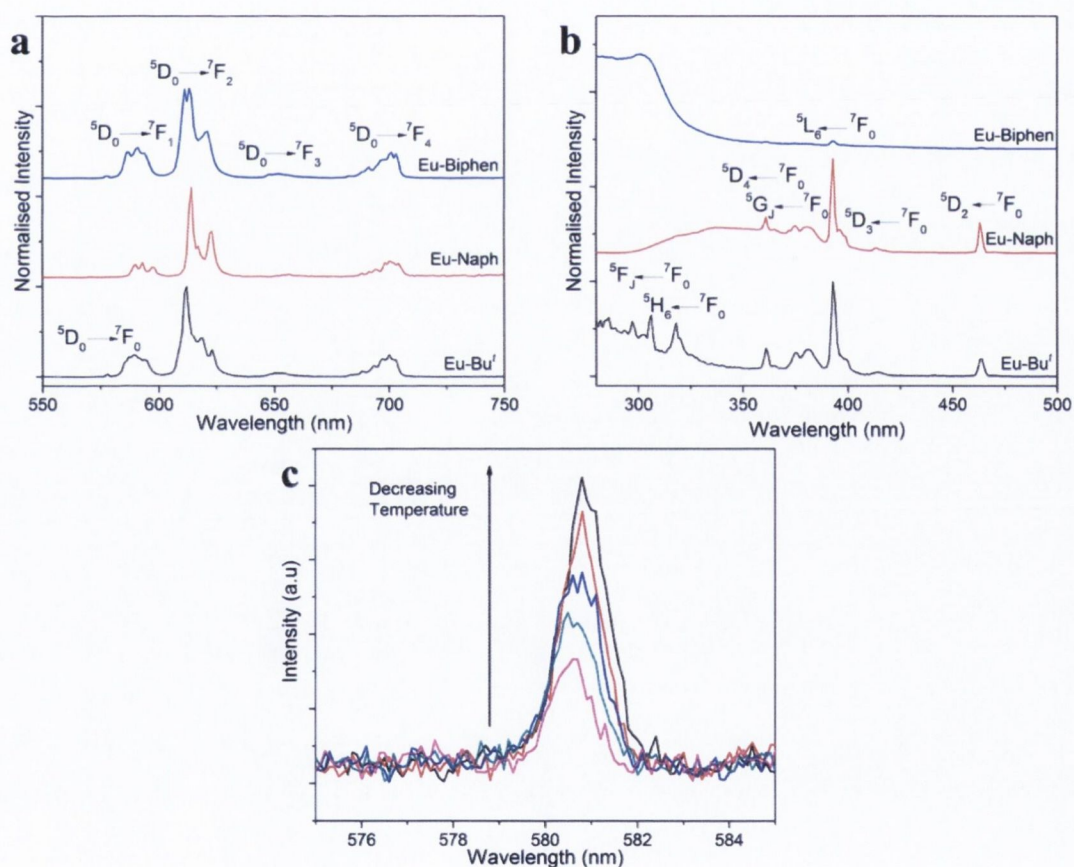 a
Normalised Intensity
⁵D₀→⁷F₂
⁵D₀→⁷F₁
⁵D₀→⁷F₃
⁵D₀→⁷F₄
Eu-Biphen
Eu-Naph
⁵D₀→⁷F₀
Eu-Buᵗ
550 600 650 700 750
Wavelength (nm)
b
Normalised Intensity
⁵L₆←⁷F₀
Eu-Biphen
⁵D₄←⁷F₀
⁵G_J←⁷F₀
⁵D₃←⁷F₀
⁵D₂←⁷F₀
Eu-Naph
⁵F_J←⁷F₀
⁵H₆←⁷F₀
Eu-Buᵗ
300 350 400 450 500
Wavelength (nm)
c
Decreasing
Temperature
Intensity (a.u)
576 578 580 582 584
Wavelength (nm)